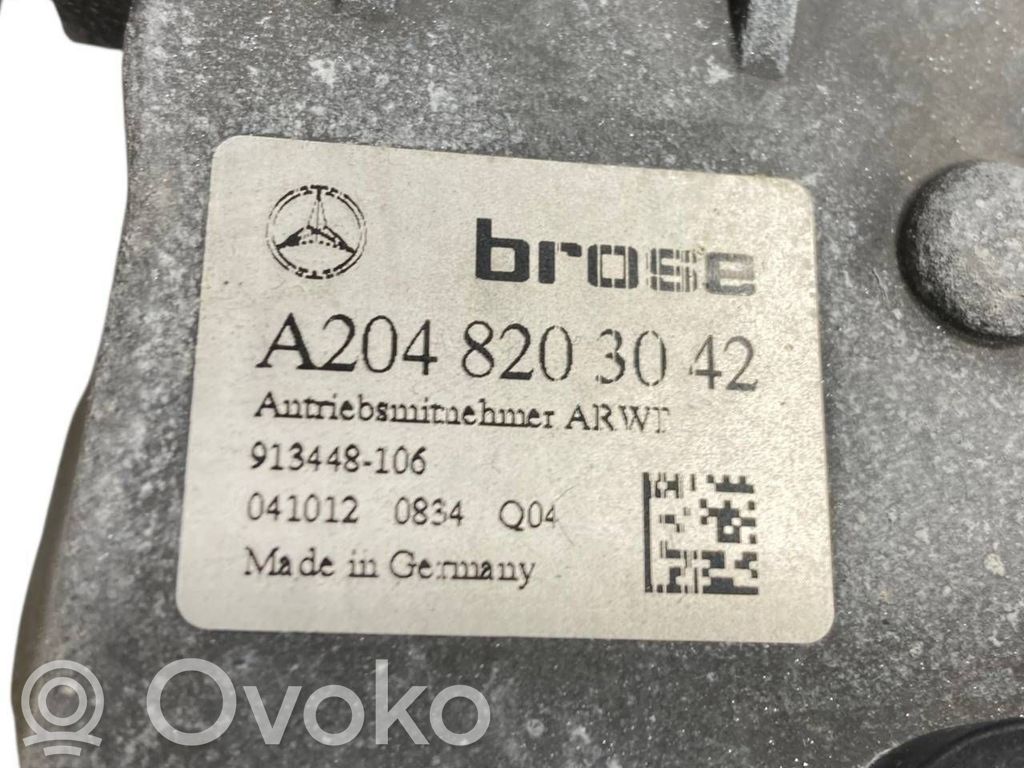 brose
A204 820 30 42
Antriebsmitnehmer ARWT
913448-106
041012 0834 Q04
Made in Germany
Ovoko